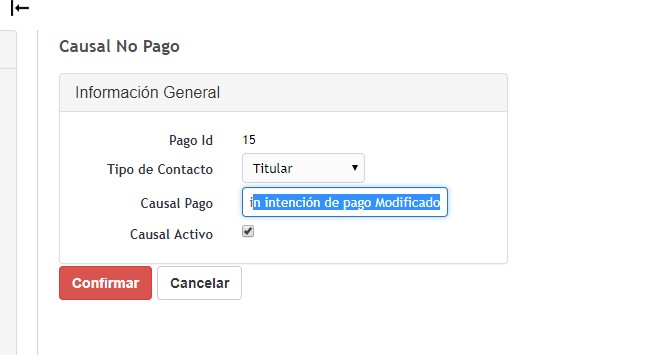 Causal No Pago
Información General
Pago Id 15
Tipo de Contacto Titular
Causal Pago in intención de pago Modificado
Causal Activo
Confirmar Cancelar